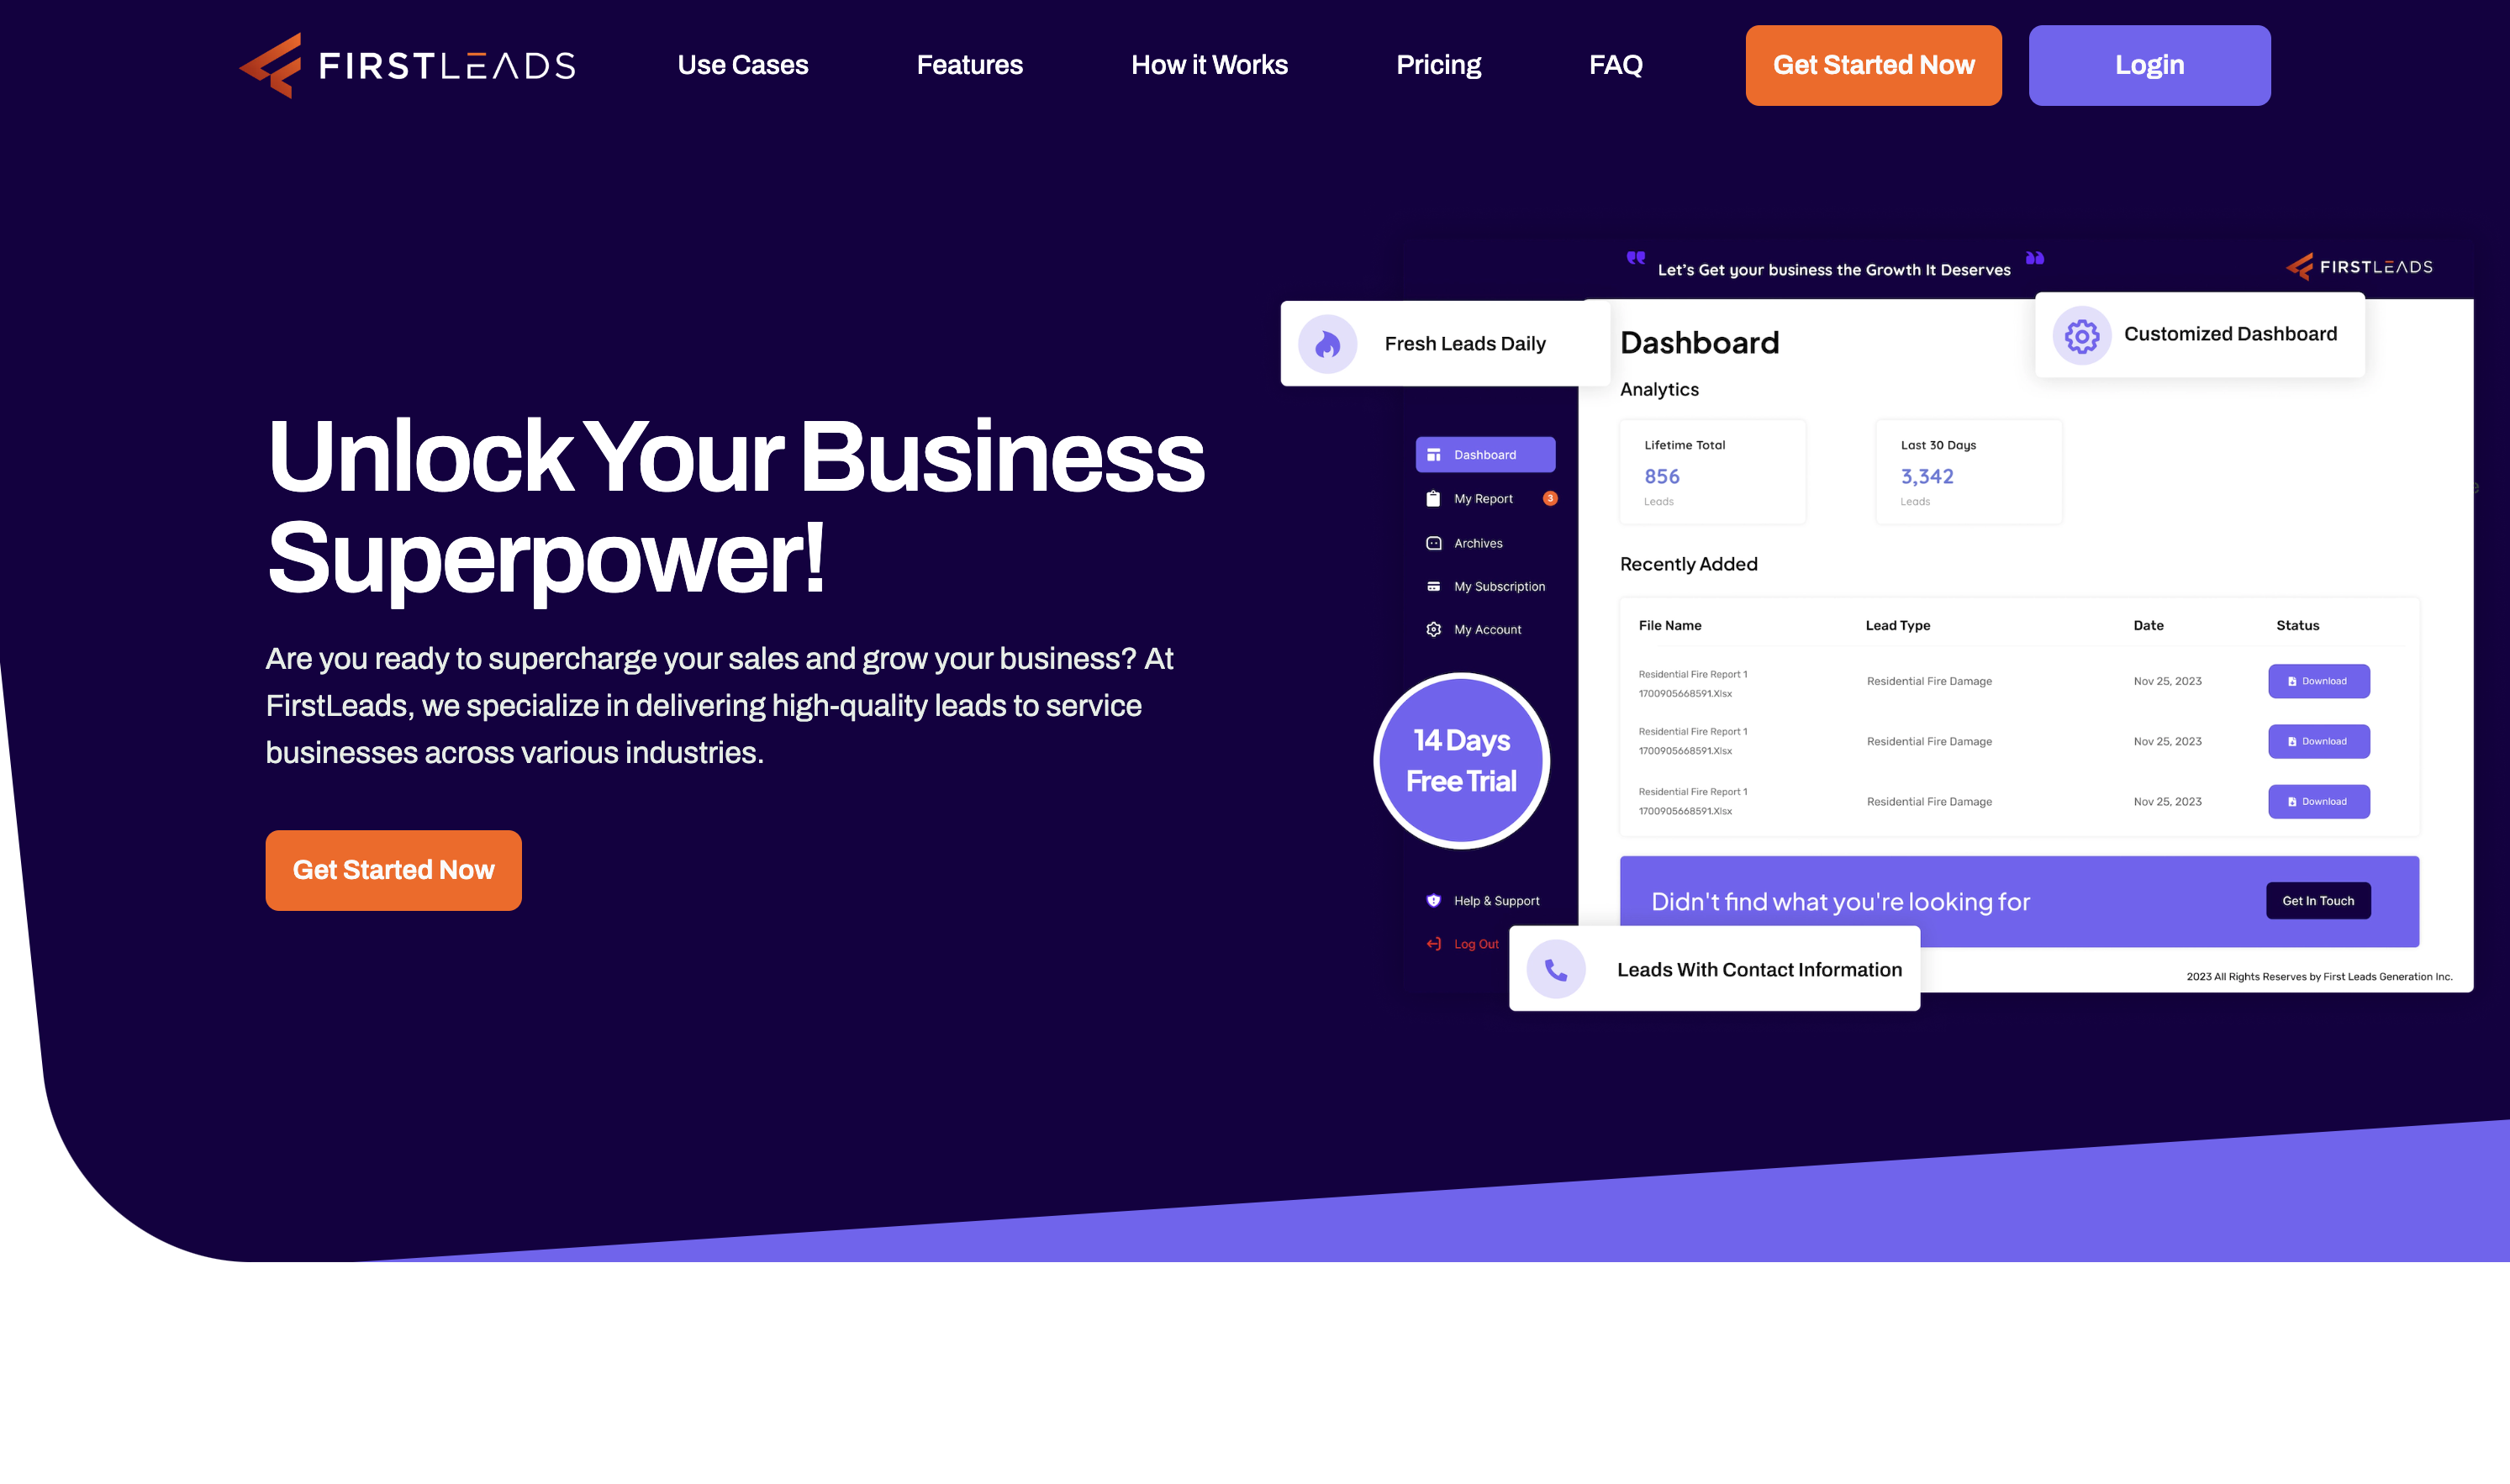 FIRSTLEADS
Use Cases
Features
How it Works
Pricing
FAQ
Get Started Now
Login
Unlock Your Business
Superpower!
Are you ready to supercharge your sales and grow your business? At
FirstLeads, we specialize in delivering high-quality leads to service
businesses across various industries.
Get Started Now
❞ Let's Get your business the Growth It Deserves ❞
FIRSTLEADS
Fresh Leads Daily
Customized Dashboard
Dashboard
My Report 3
Archives
My Subscription
My Account
14 Days
Free Trial
Help & Support
Log Out
Dashboard
Analytics
Lifetime Total
856
Leads
Last 30 Days
3,342
Leads
Recently Added
File Name Lead Type Date Status
Residential Fire Report 1
1700905668591.Xlsx
Residential Fire Damage Nov 25, 2023 Download
Residential Fire Report 1
1700905668591.Xlsx
Residential Fire Damage Nov 25, 2023 Download
Residential Fire Report 1
1700905668591.Xlsx
Residential Fire Damage Nov 25, 2023 Download
Didn't find what you're looking for
Get In Touch
Leads With Contact Information
2023 All Rights Reserves by First Leads Generation Inc.